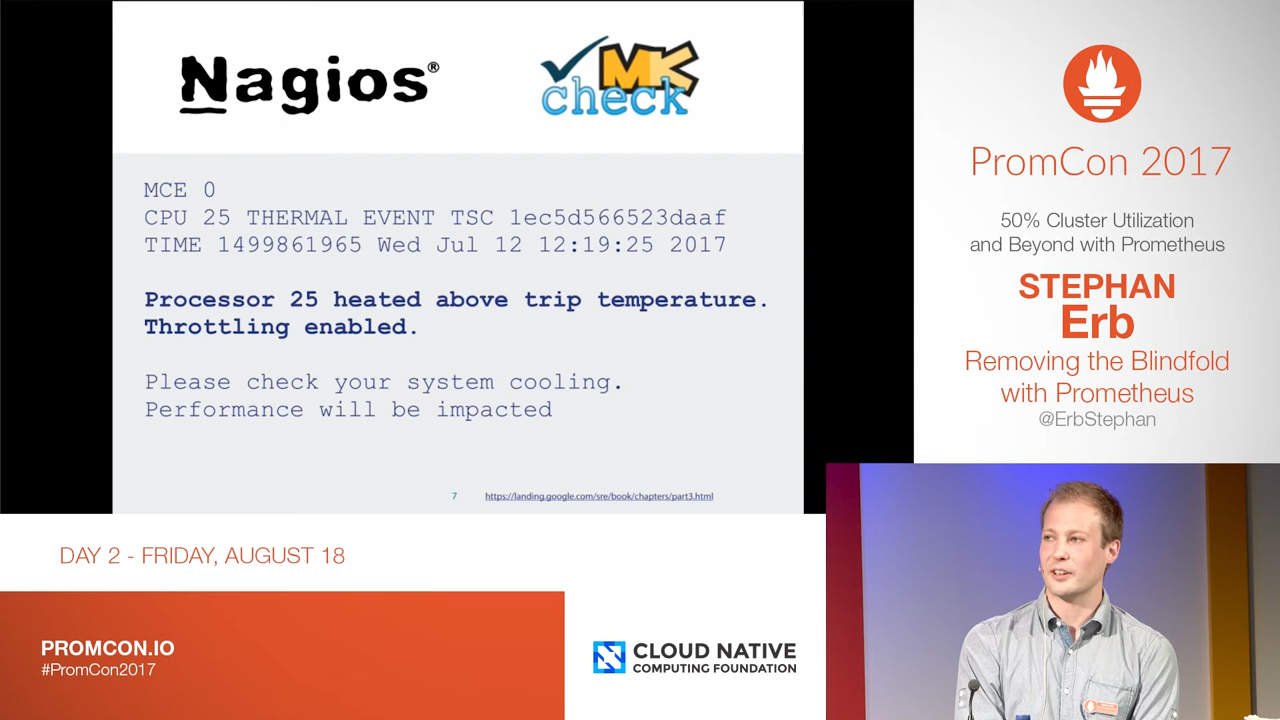 Nagios®
MK
check
MCE 0
CPU 25 THERMAL EVENT TSC 1ec5d566523daaf
TIME 1499861965 Wed Jul 12 12:19:25 2017
Processor 25 heated above trip temperature.
Throttling enabled.
Please check your system cooling.
Performance will be impacted
7
https://landing.google.com/sre/book/chapters/part3.html
PromCon 2017
50% Cluster Utilization
and Beyond with Prometheus
STEPHAN
Erb
Removing the Blindfold
with Prometheus
@ErbStephan
DAY 2 - FRIDAY, AUGUST 18
PROMCON.IO
#PromCon2017
CLOUD NATIVE
COMPUTING FOUNDATION